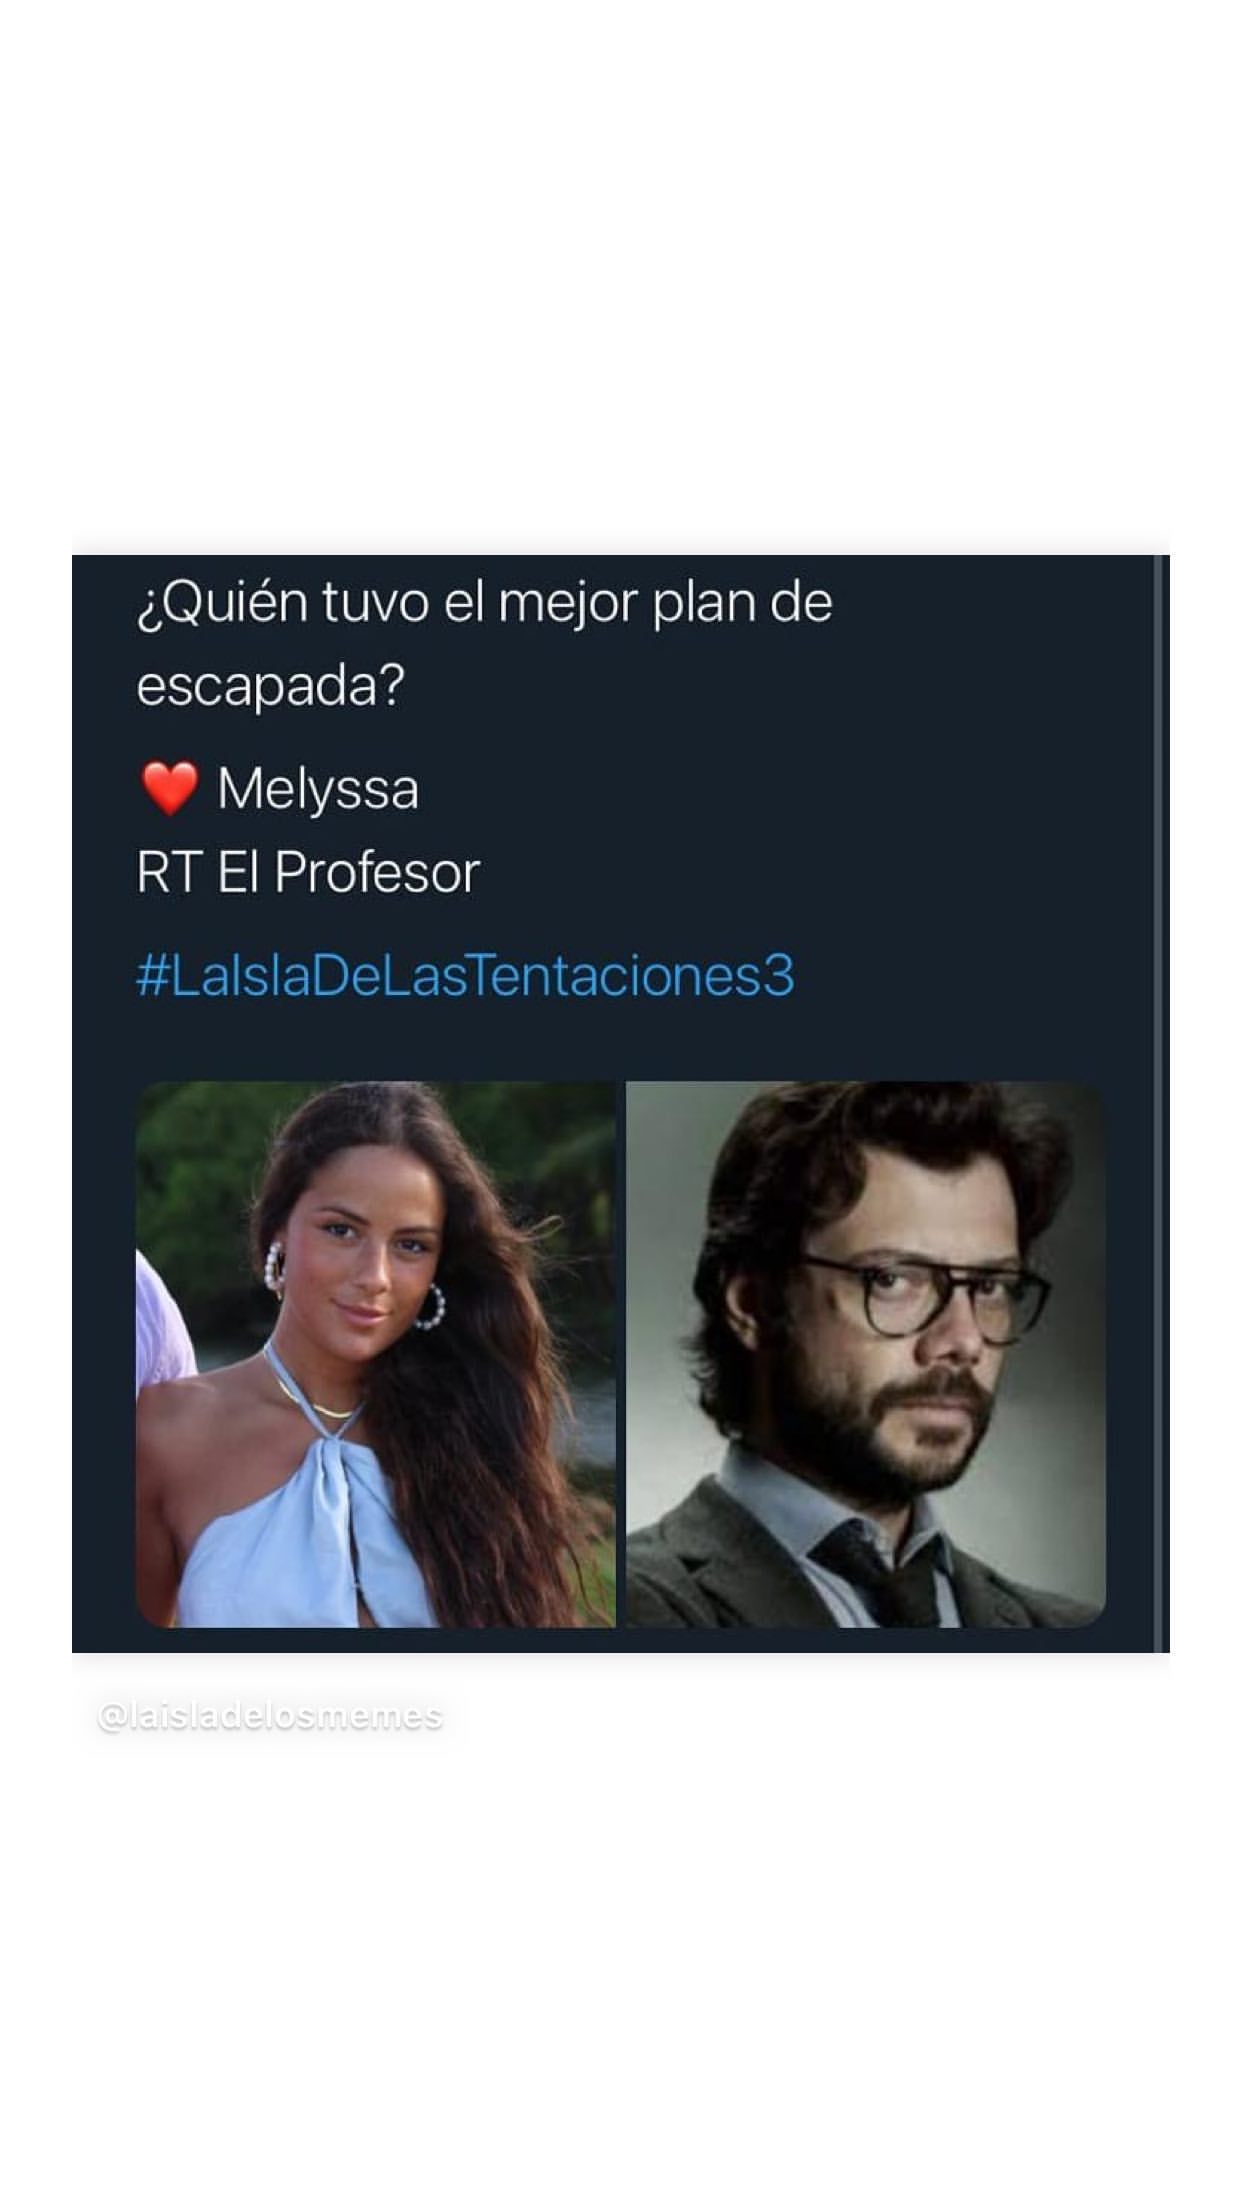 ¿Quién tuvo el mejor plan de
escapada?
❤️ Melyssa
RT El Profesor
#LaIslaDeLasTentaciones3
@laisladelosmemes